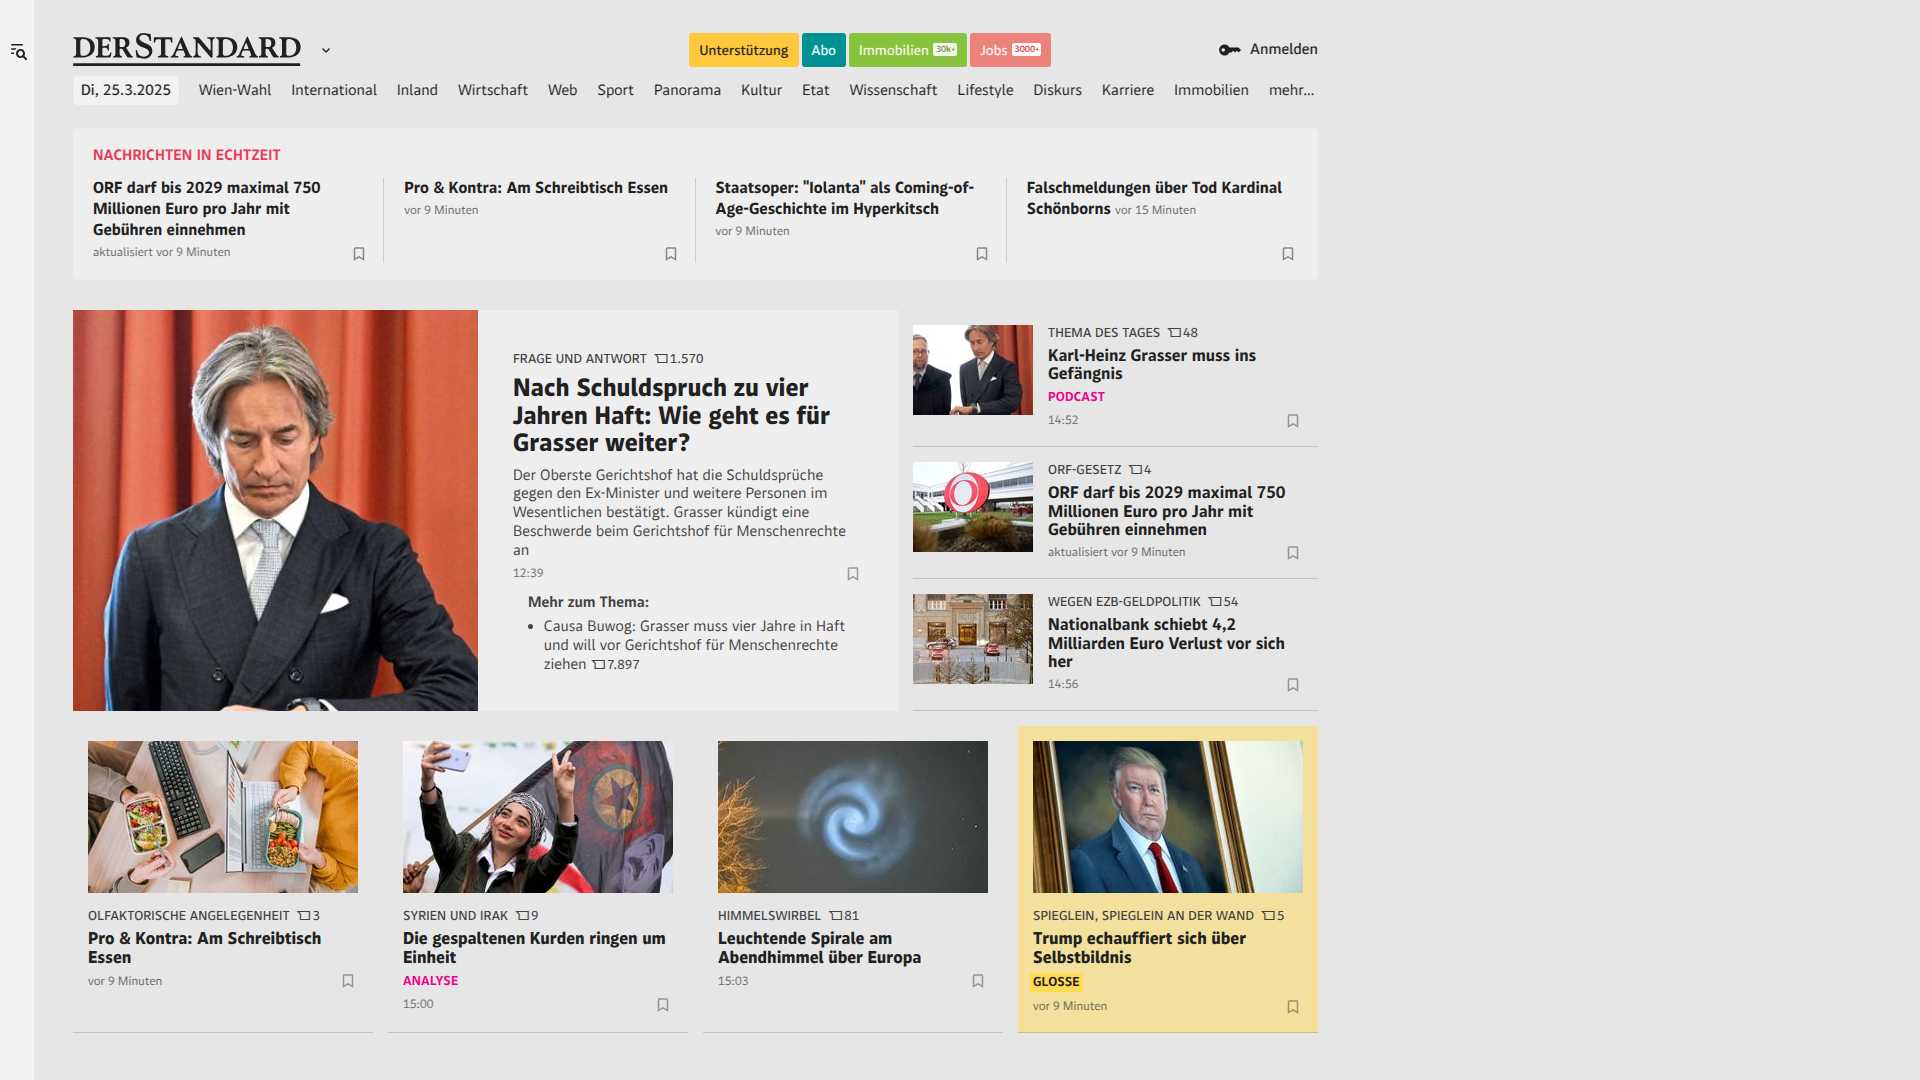 DERSTANDARD
Unterstützung
Abo
Immobilien 30k+
Jobs 3000+
Anmelden
Di, 25.3.2025
Wien-Wahl
International
Inland
Wirtschaft
Web
Sport
Panorama
Kultur
Etat
Wissenschaft
Lifestyle
Diskurs
Karriere
Immobilien
mehr...
NACHRICHTEN IN ECHTZEIT
ORF darf bis 2029 maximal 750
Millionen Euro pro Jahr mit
Gebühren einnehmen
aktualisiert vor 9 Minuten
Pro & Kontra: Am Schreibtisch Essen
vor 9 Minuten
Staatsoper: "Iolanta" als Coming-of-
Age-Geschichte im Hyperkitsch
vor 9 Minuten
Falschmeldungen über Tod Kardinal
Schönborns vor 15 Minuten
FRAGE UND ANTWORT 1.570
Nach Schuldspruch zu vier
Jahren Haft: Wie geht es für
Grasser weiter?
Der Oberste Gerichtshof hat die Schuldsprüche
gegen den Ex-Minister und weitere Personen im
Wesentlichen bestätigt. Grasser kündigt eine
Beschwerde beim Gerichtshof für Menschenrechte
an
12:39
Mehr zum Thema:
• Causa Buwog: Grasser muss vier Jahre in Haft
und will vor Gerichtshof für Menschenrechte
ziehen 7.897
THEMA DES TAGES 48
Karl-Heinz Grasser muss ins
Gefängnis
PODCAST
14:52
ORF-GESETZ 4
ORF darf bis 2029 maximal 750
Millionen Euro pro Jahr mit
Gebühren einnehmen
aktualisiert vor 9 Minuten
WEGEN EZB-GELDPOLITIK 54
Nationalbank schiebt 4,2
Milliarden Euro Verlust vor sich
her
14:56
OLFAKTORISCHE ANGELEGENHEIT 3
Pro & Kontra: Am Schreibtisch
Essen
vor 9 Minuten
SYRIEN UND IRAK 9
Die gespaltenen Kurden ringen um
Einheit
ANALYSE
15:00
HIMMELSWIRBEL 81
Leuchtende Spirale am
Abendhimmel über Europa
15:03
SPIEGLEIN, SPIEGLEIN AN DER WAND 5
Trump echauffiert sich über
Selbstbildnis
GLOSSE
vor 9 Minuten